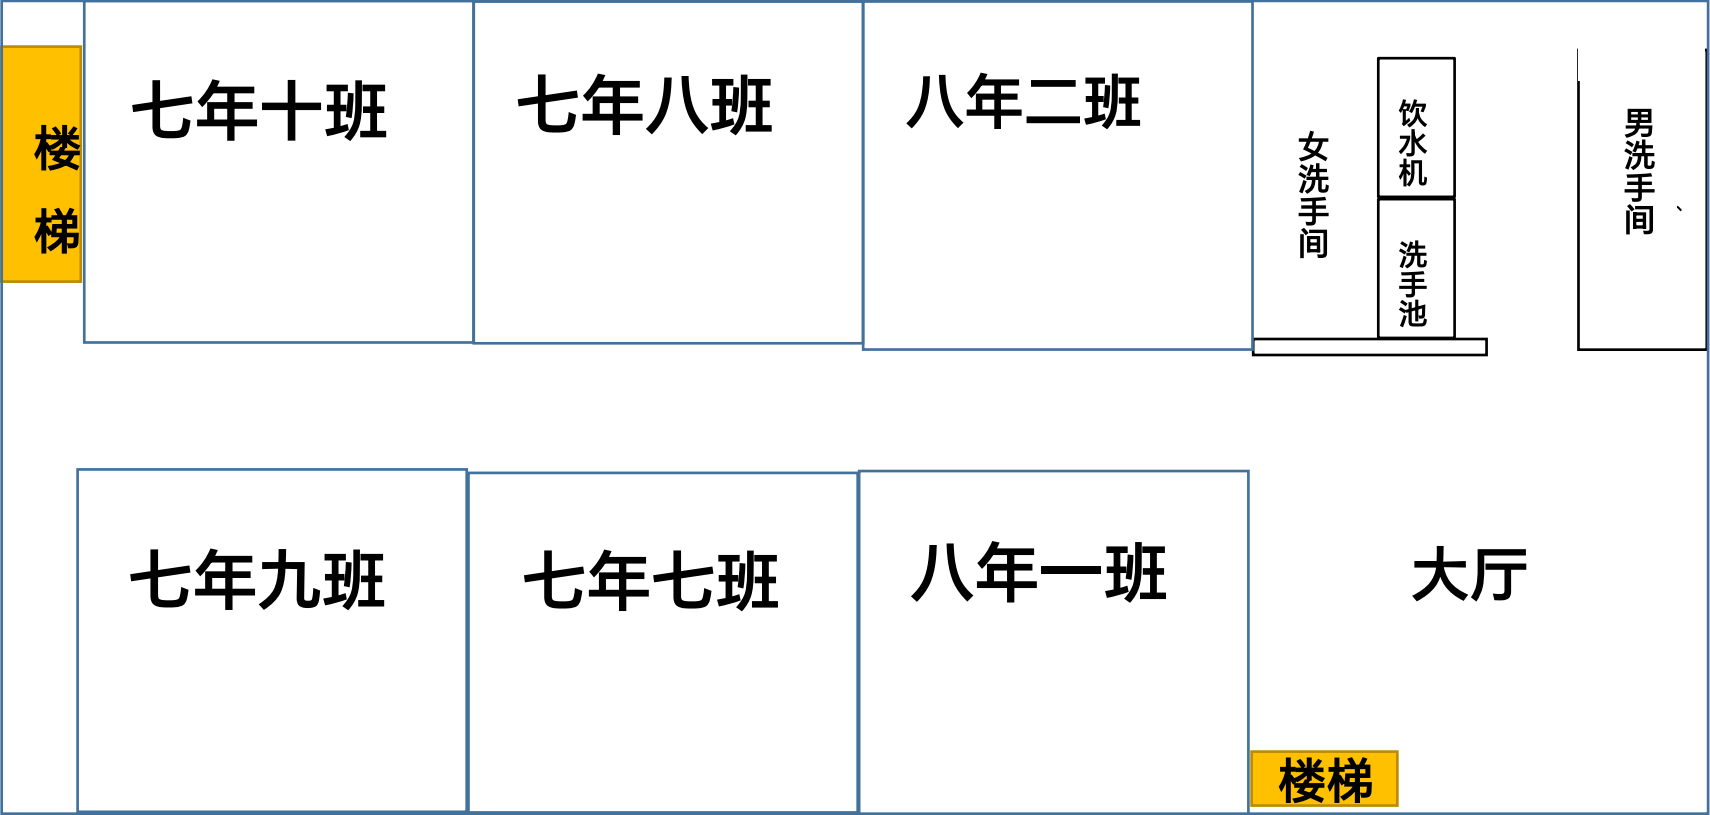 七年十班
七年八班
八年二班
楼
梯
女洗手间
饮水机
洗手池
男洗手间
、
七年九班
七年七班
八年一班
大厅
楼梯